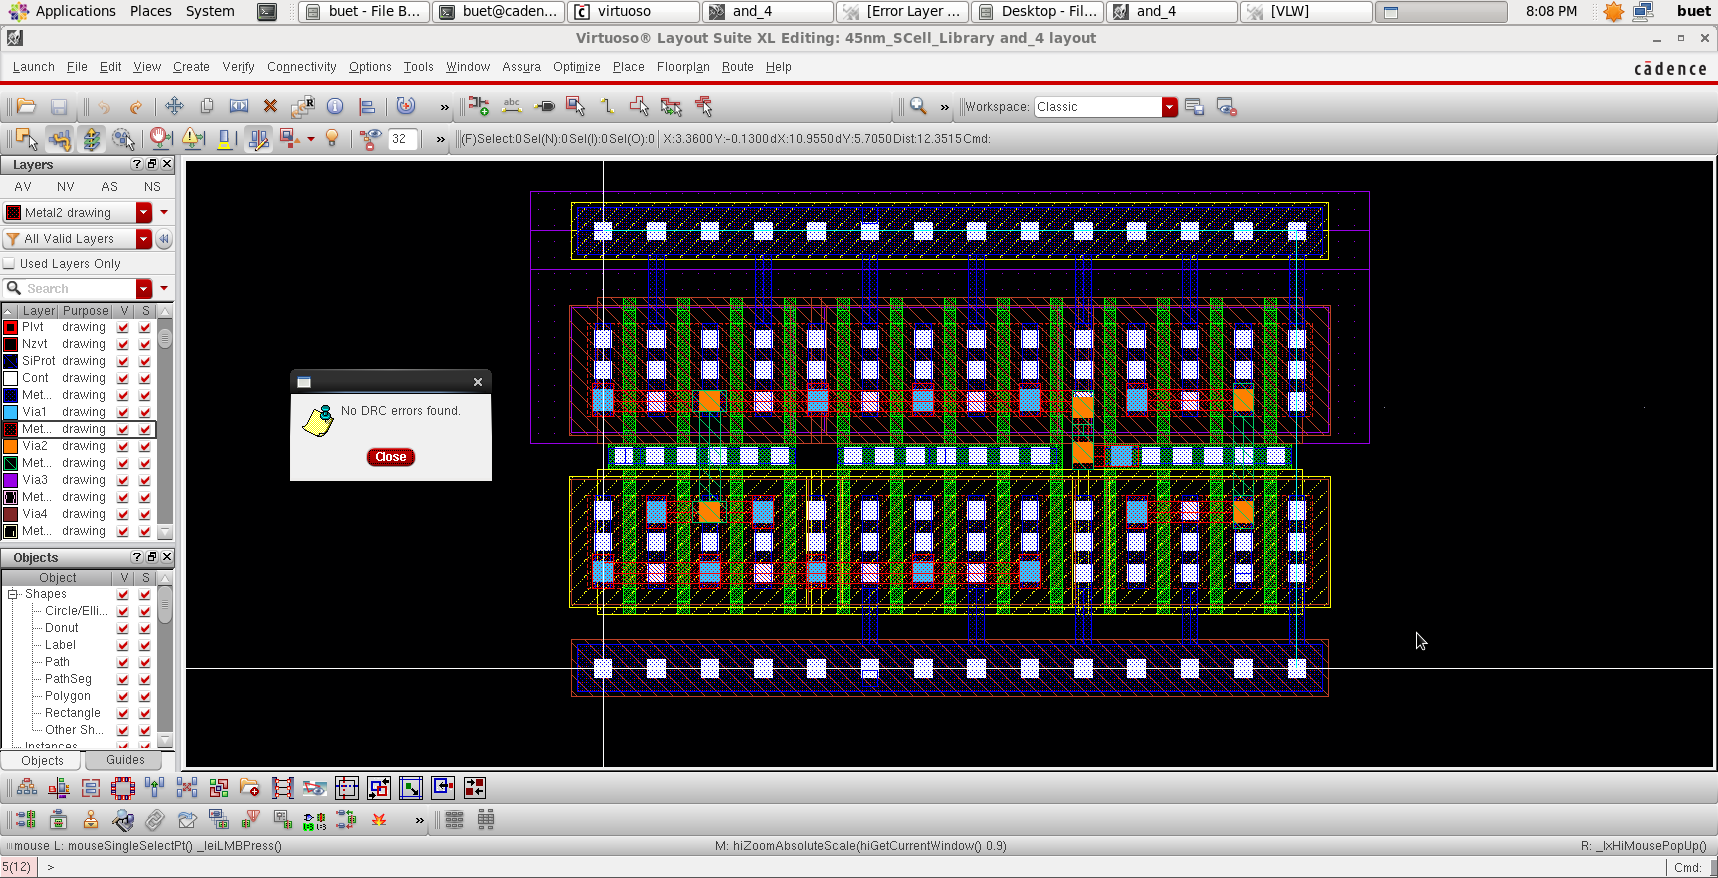 Applications Places System buet - File B... buet@caden... virtuoso and_4 [Error Layer ... Desktop - Fil... and_4 [VLW] 8:08 PM buet
Virtuoso® Layout Suite XL Editing: 45nm_SCell_Library and_4 layout
Launch File Edit View Create Verify Connectivity Options Tools Window Assura Optimize Place Floorplan Route Help cādence
abc » » Workspace: Classic
32 » (F)Select:0 Sel(N):0 Sel(I):0 Sel(O):0 X:3.3600 Y:-0.1300 dX:10.9550 dY:5.7050 Dist:12.3515 Cmd:
Layers
AV NV AS NS
Metal2 drawing
All Valid Layers
Used Layers Only
Search
Layer Purpose V S
Plvt drawing
Nzvt drawing
SiProt drawing
Cont drawing
Met... drawing
Via1 drawing
Met... drawing
Via2 drawing
Met... drawing
Via3 drawing
Met... drawing
Via4 drawing
Met... drawing
Objects
Object V S
Shapes
Circle/Elli...
Donut
Label
Path
PathSeg
Polygon
Rectangle
Other Sh...
Instances
Objects Guides
No DRC errors found.
Close
»
mouse L: mouseSingleSelectPt() _leiLMBPress() M: hiZoomAbsoluteScale(hiGetCurrentWindow() 0.9) R: _lxHiMousePopUp()
5(12) > Cmd: